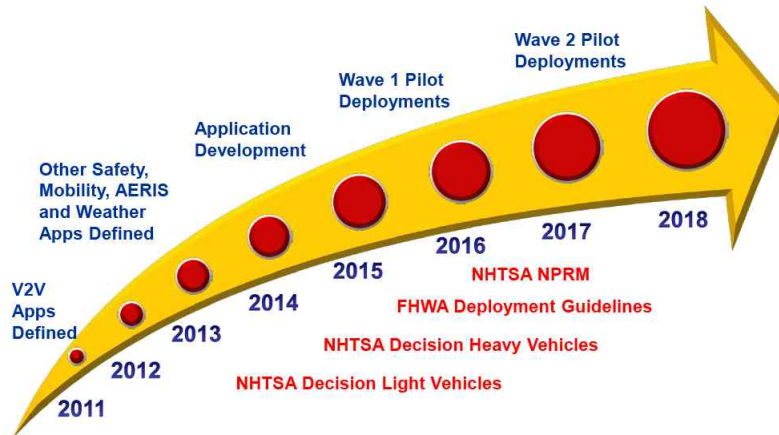 Wave 2 Pilot
Deployments
Wave 1 Pilot
Deployments
Application
Development
Other Safety,
Mobility, AERIS
and Weather
Apps Defined
V2V
Apps
Defined
2011
2012
2013
2014
2015
2016
2017
2018
NHTSA NPRM
FHWA Deployment Guidelines
NHTSA Decision Heavy Vehicles
NHTSA Decision Light Vehicles